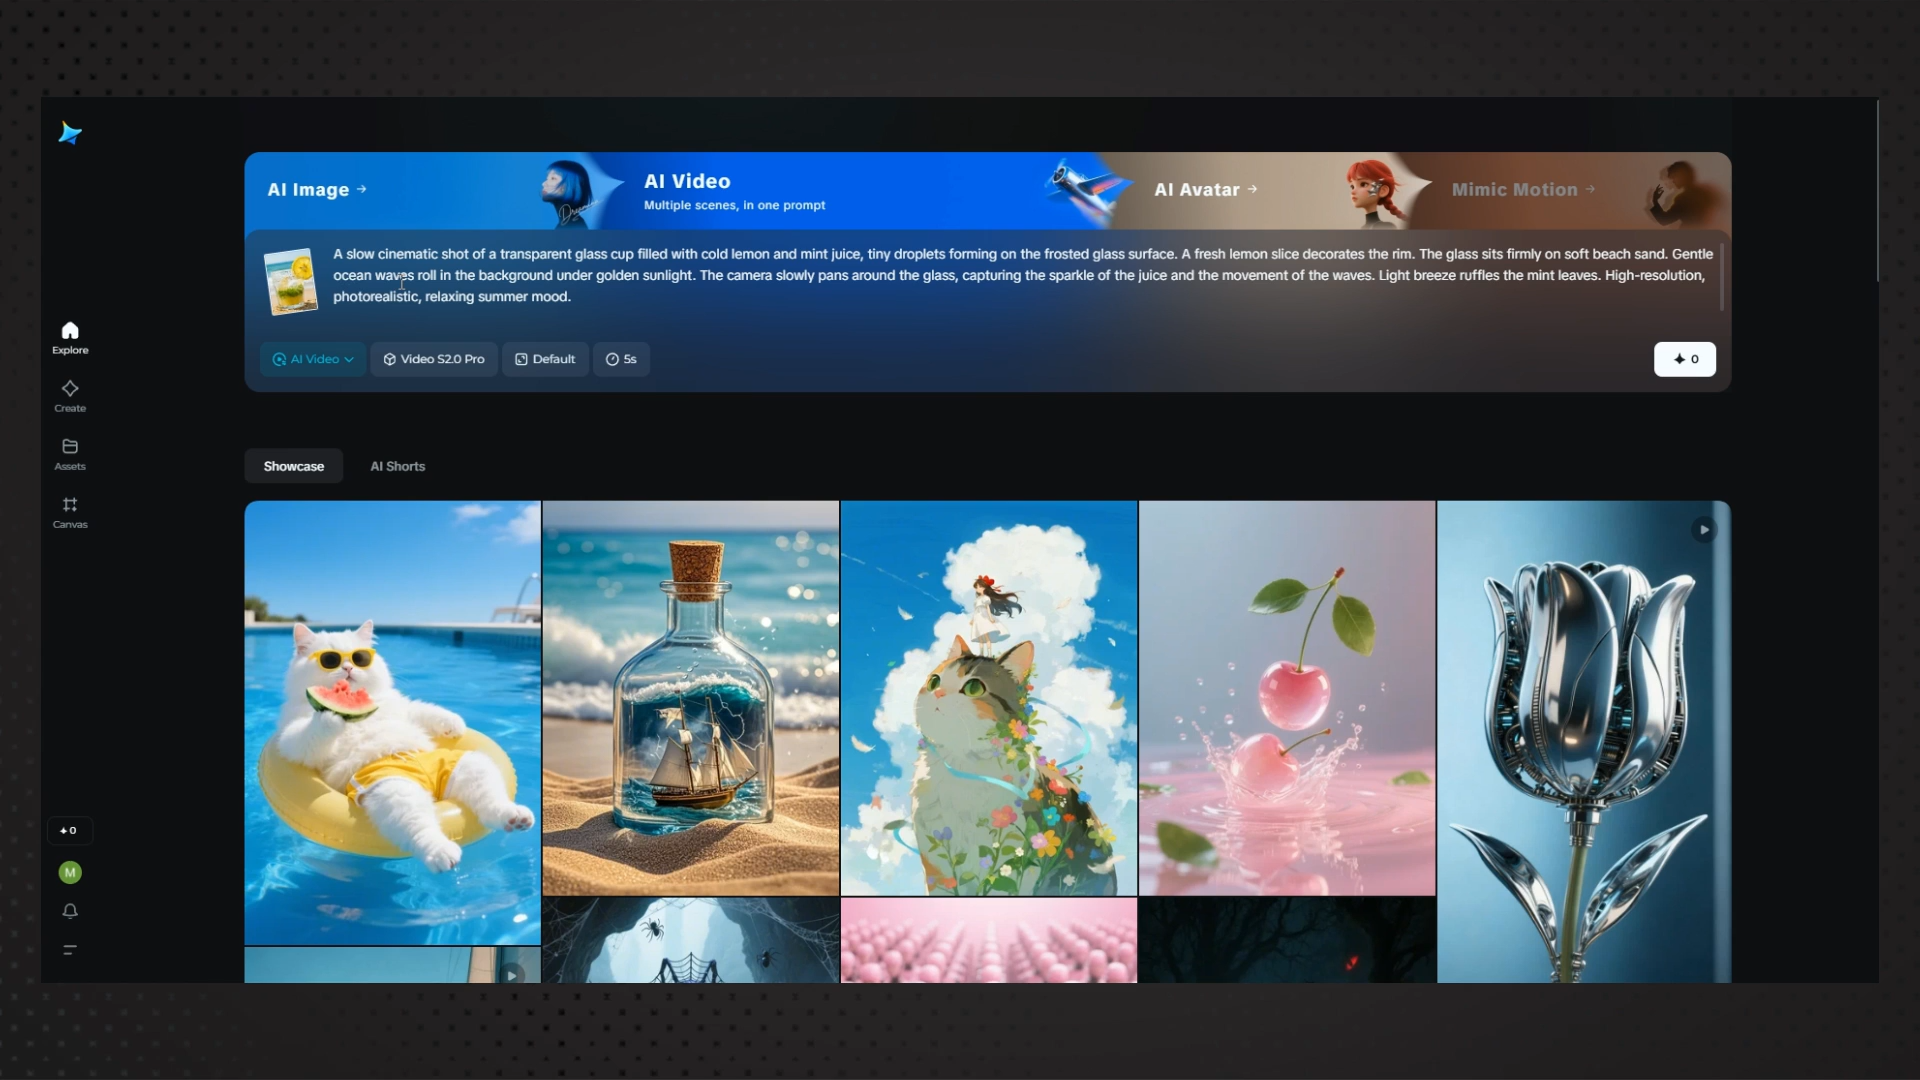 AI Image
AI Video
Multiple scenes, in one prompt
AI Avatar
Mimic Motion
A slow cinematic shot of a transparent glass cup filled with cold lemon and mint juice, tiny droplets forming on the frosted glass surface. A fresh lemon slice decorates the rim. The glass sits firmly on soft beach sand. Gentle
ocean waves roll in the background under golden sunlight. The camera slowly pans around the glass, capturing the sparkle of the juice and the movement of the waves. Light breeze ruffles the mint leaves. High-resolution,
photorealistic, relaxing summer mood.
AI Video
Video S2.0 Pro
Default
5s
0
Explore
Create
Assets
Canvas
0
M
Showcase
AI Shorts